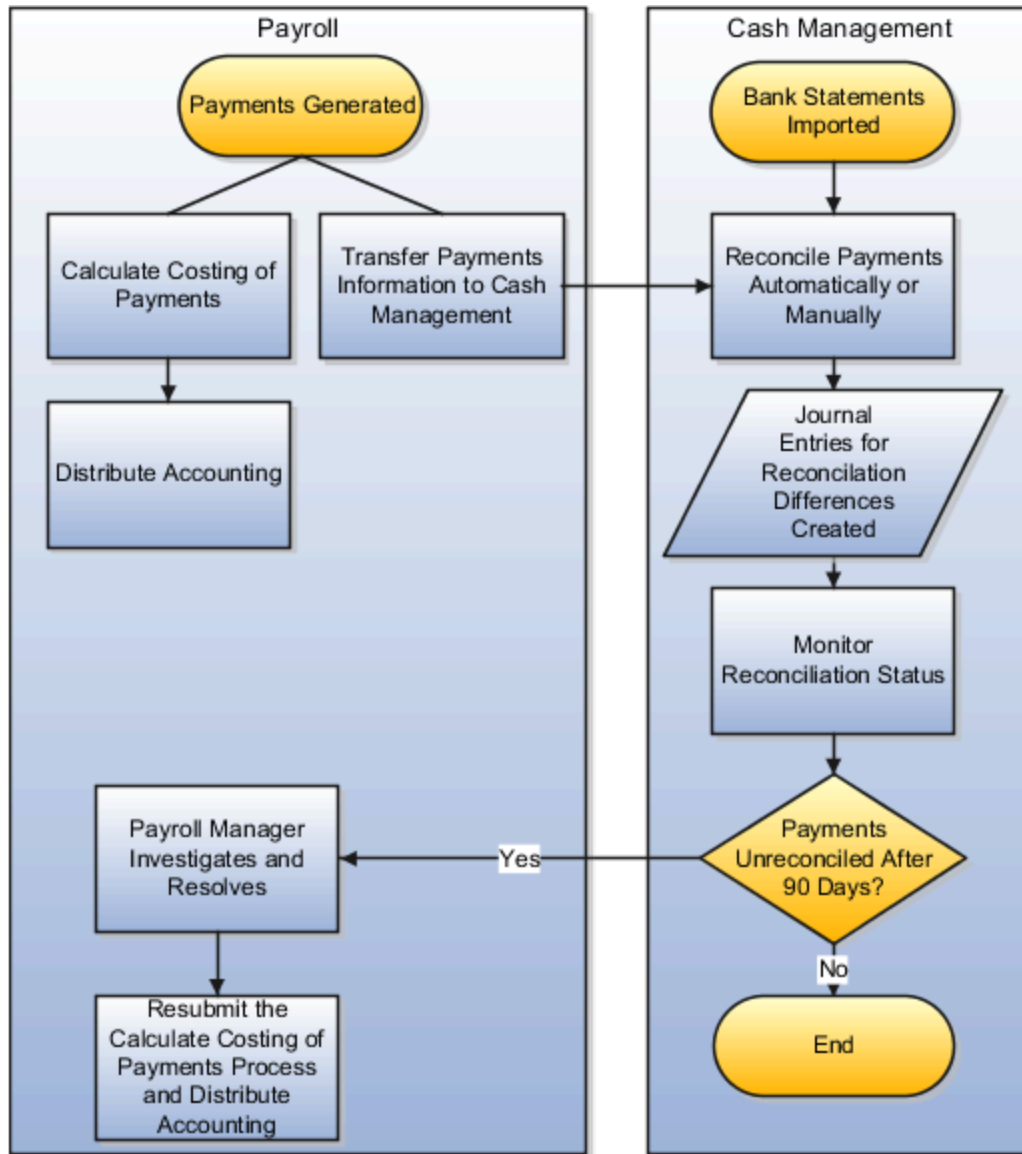 Payroll
Payments Generated
Calculate Costing of
Payments
Transfer Payments
Information to Cash
Management
Distribute Accounting
Payroll Manager
Investigates and
Resolves
Resubmit the
Calculate Costing of
Payments Process
and Distribute
Accounting
Cash Management
Bank Statements
Imported
Reconcile Payments
Automatically or
Manually
Journal
Entries for
Reconcilation
Differences
Created
Monitor
Reconciliation Status
Payments
Unreconciled After
90 Days?
Yes
No
End